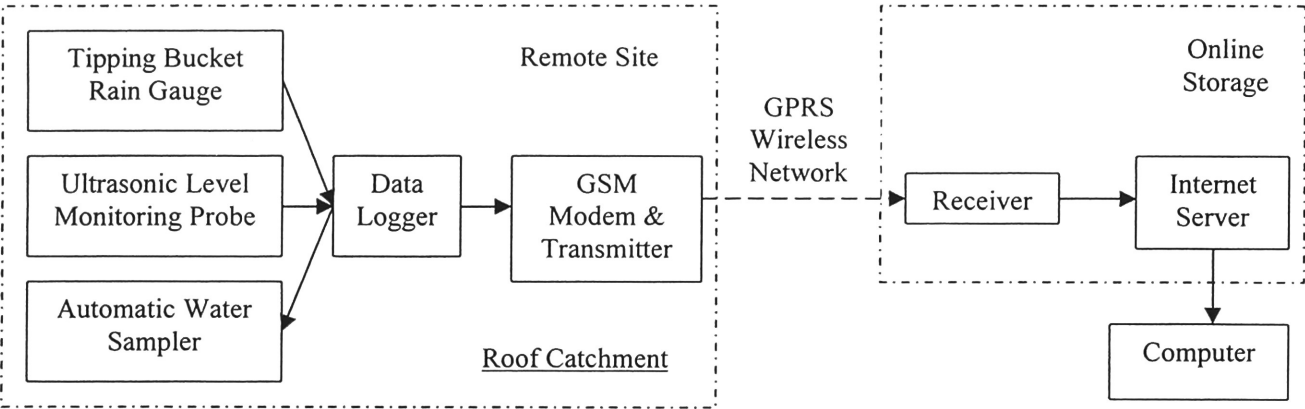 Tipping Bucket
Rain Gauge
Ultrasonic Level
Monitoring Probe
Automatic Water
Sampler
Data
Logger
GSM
Modem &
Transmitter
Remote Site
Roof Catchment
GPRS
Wireless
Network
Online
Storage
Receiver
Internet
Server
Computer